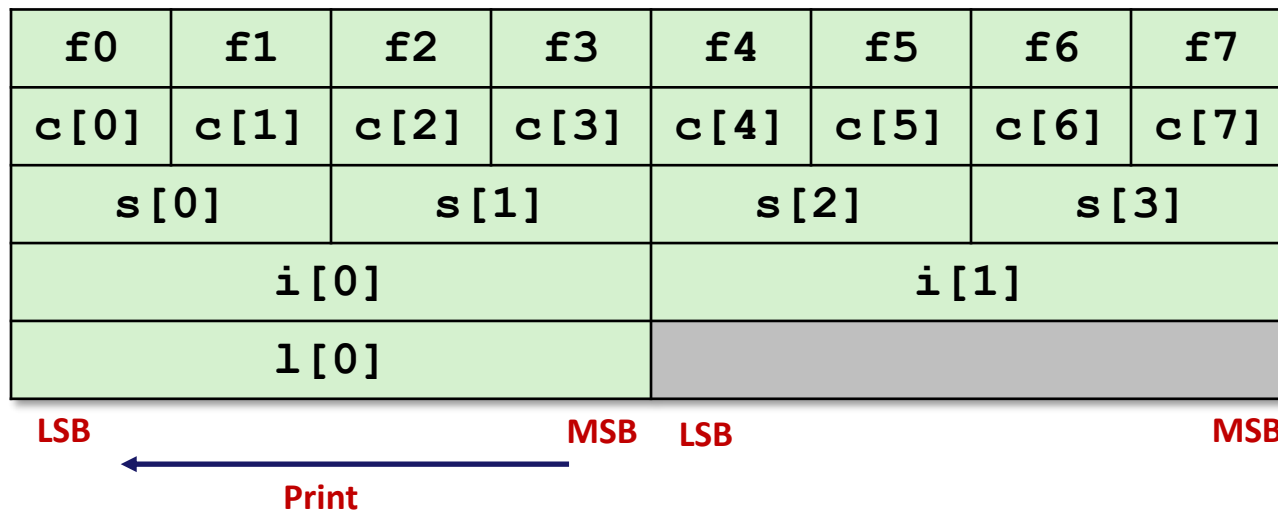 f0 f1 f2 f3 f4 f5 f6 f7
c[0] c[1] c[2] c[3] c[4] c[5] c[6] c[7]
s[0] s[1] s[2] s[3]
i[0] i[1]
l[0]
LSB MSB LSB MSB
Print